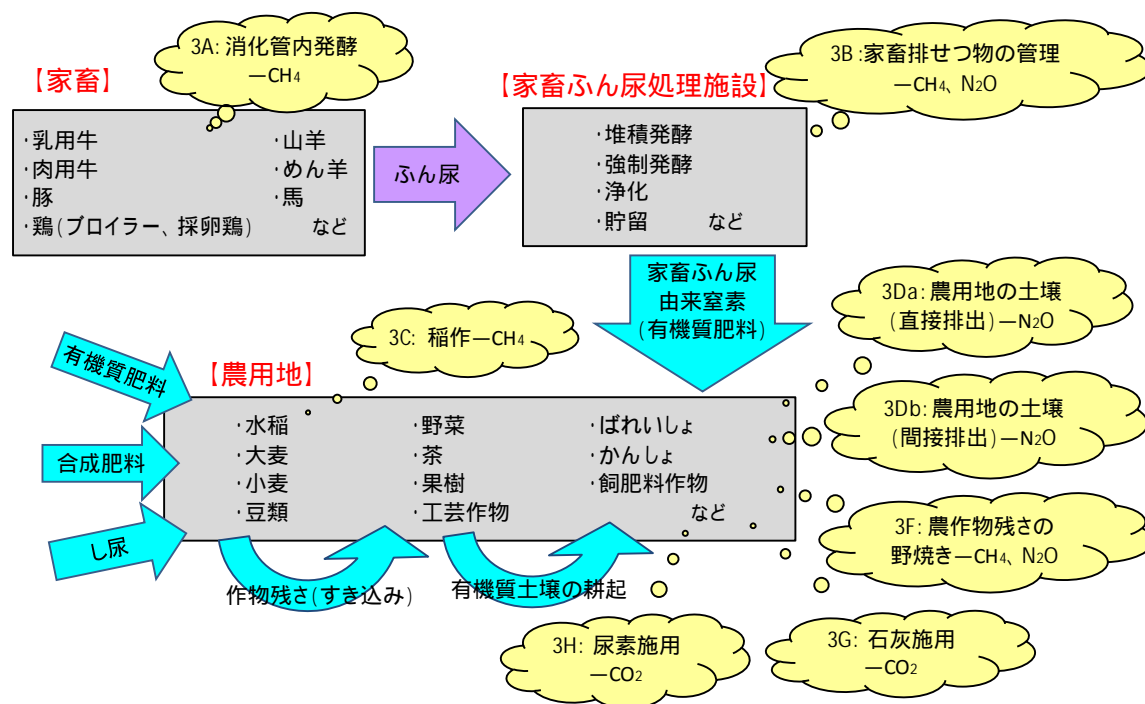 3A: 消化管内発酵
―CH4
【家畜】
・乳用牛
・肉用牛
・豚
・鶏(ブロイラー、採卵鶏)
・山羊
・めん羊
・馬
など
ふん尿
【家畜ふん尿処理施設】
・堆積発酵
・強制発酵
・浄化
・貯留
など
3B:家畜排せつ物の管理
―CH4、N2O
家畜ふん尿
由来窒素
(有機質肥料)
3Da: 農用地の土壌
(直接排出)―N2O
3C: 稲作―CH4
有機質肥料
合成肥料
し尿
【農用地】
・水稲
・大麦
・小麦
・豆類
・野菜
・茶
・果樹
・工芸作物
・ばれいしょ
・かんしょ
・飼肥料作物
など
3Db: 農用地の土壌
(間接排出)―N2O
3F: 農作物残さの
野焼き―CH4、N2O
作物残さ(すき込み)
有機質土壌の耕起
3H: 尿素施用
―CO2
3G: 石灰施用
―CO2